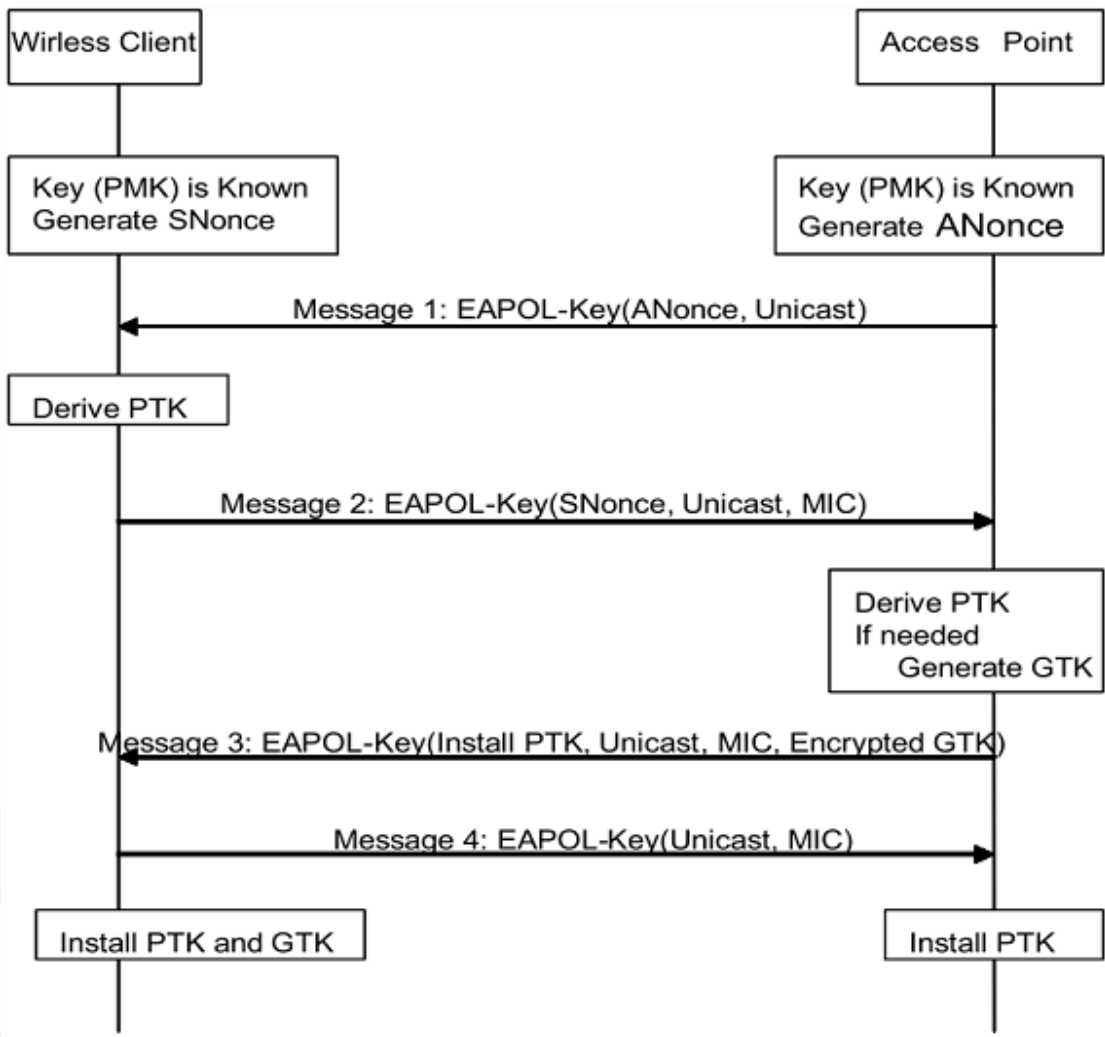 Wirless Client
Access Point
Key (PMK) is Known
Generate SNonce
Key (PMK) is Known
Generate ANonce
Message 1: EAPOL-Key(ANonce, Unicast)
Derive PTK
Message 2: EAPOL-Key(SNonce, Unicast, MIC)
Derive PTK
If needed
Generate GTK
Message 3: EAPOL-Key(Install PTK, Unicast, MIC, Encrypted GTK)
Message 4: EAPOL-Key(Unicast, MIC)
Install PTK and GTK
Install PTK